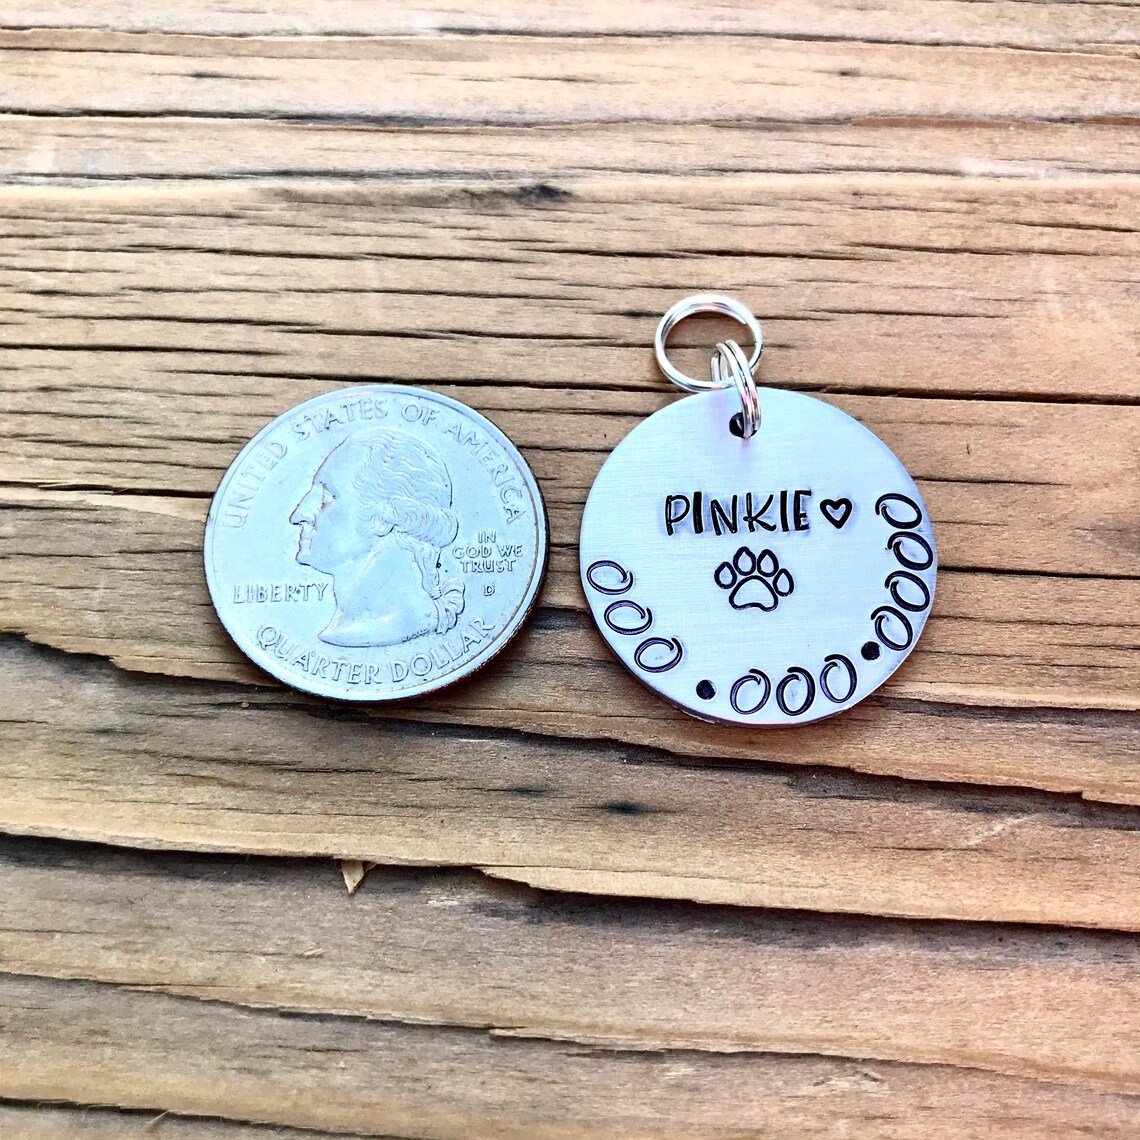 UNITED STATES OF AMERICA
LIBERTY
IN
GOD WE
TRUST
D
QUARTER DOLLAR
PINKIE♡
000•000•0000